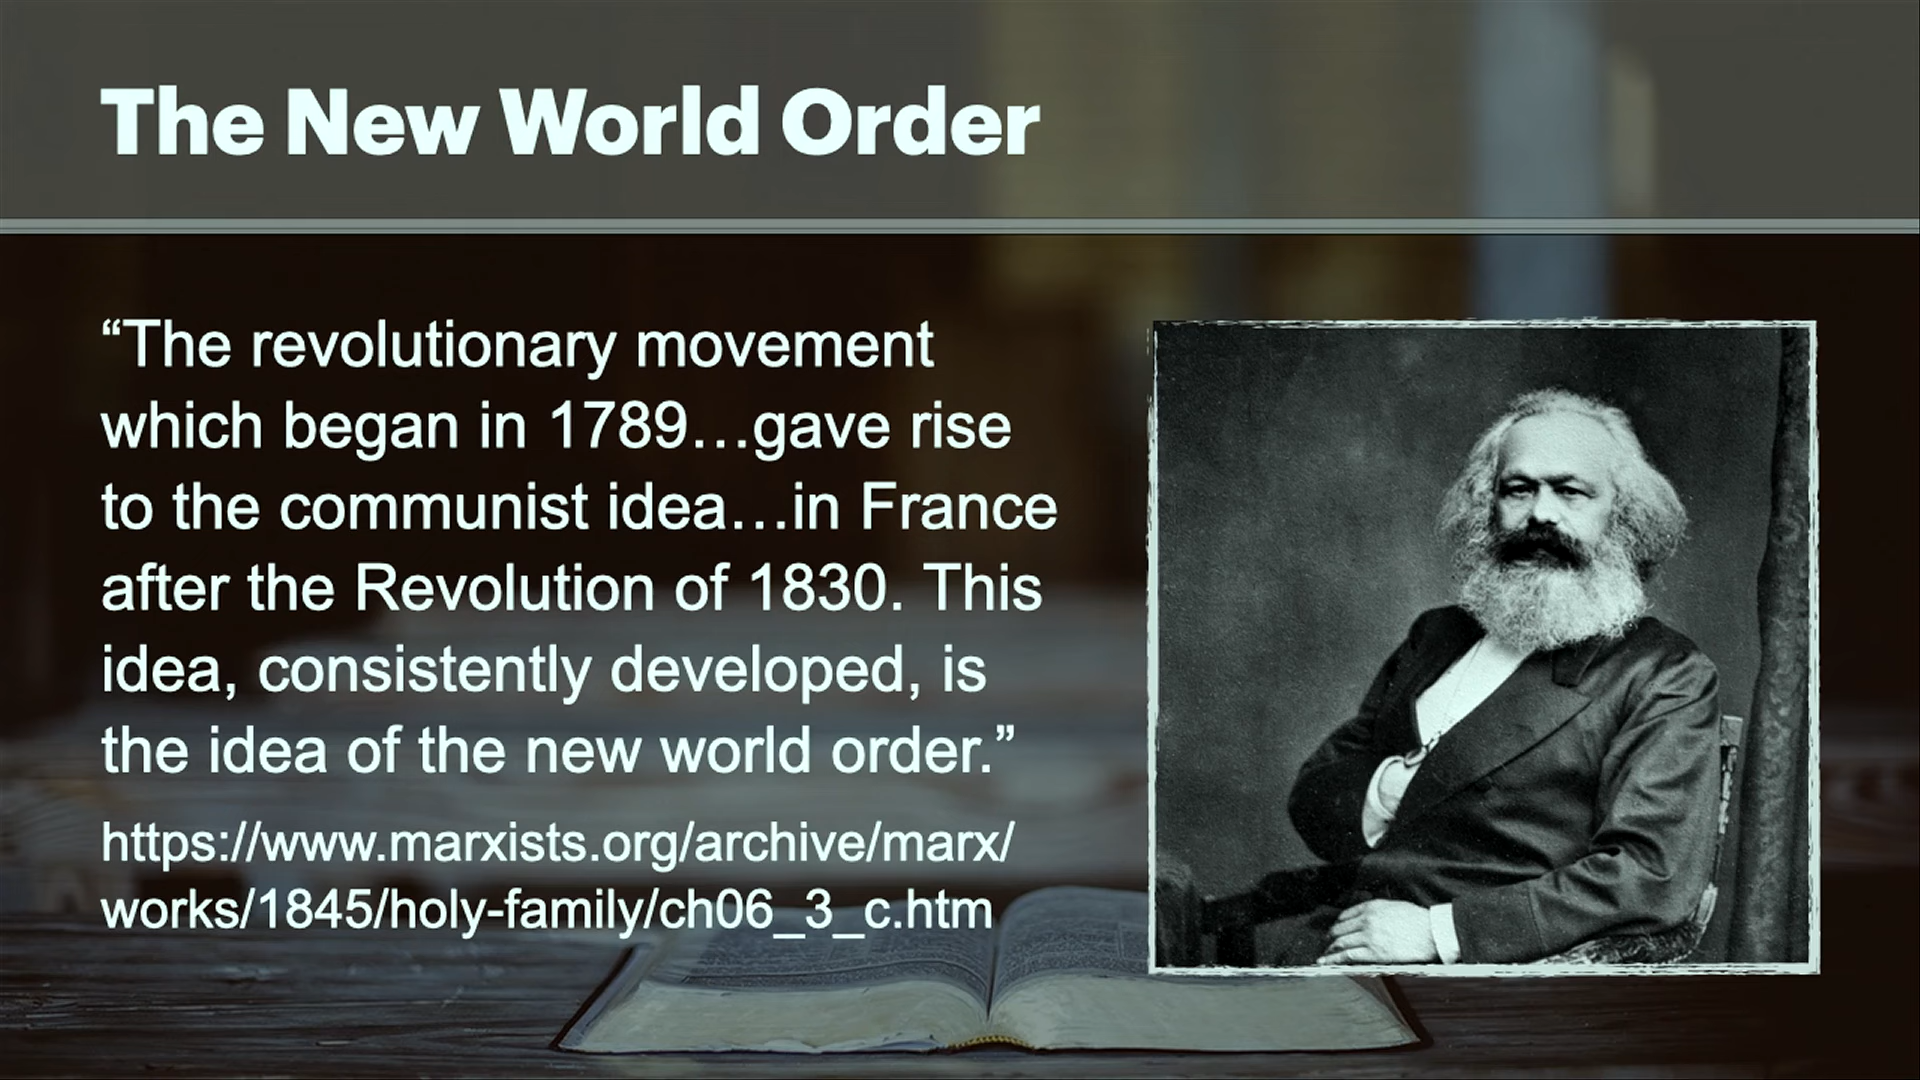 The New World Order
“The revolutionary movement
which began in 1789…gave rise
to the communist idea…in France
after the Revolution of 1830. This
idea, consistently developed, is
the idea of the new world order.”
https://www.marxists.org/archive/marx/
works/1845/holy-family/ch06_3_c.htm